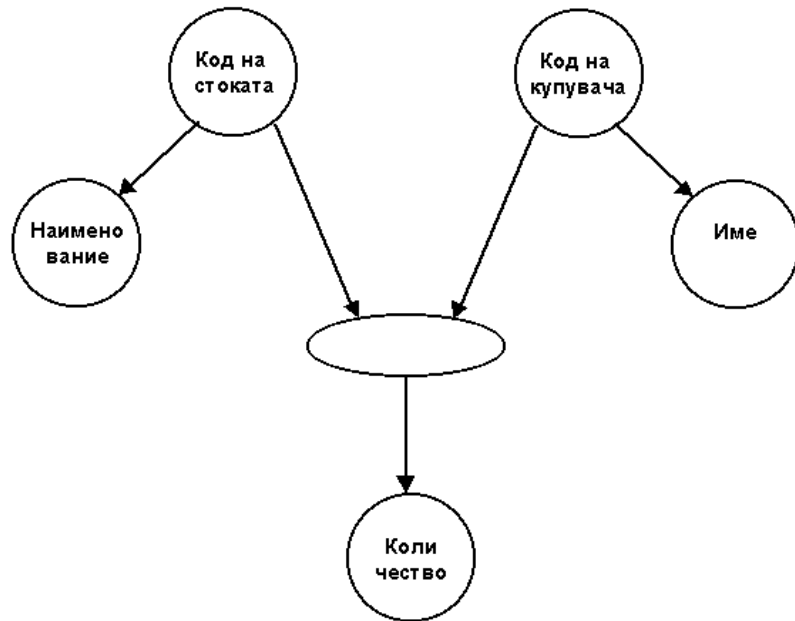 Код на
стоката
Код на
купувача
Наимено
вание
Име
Коли
чество